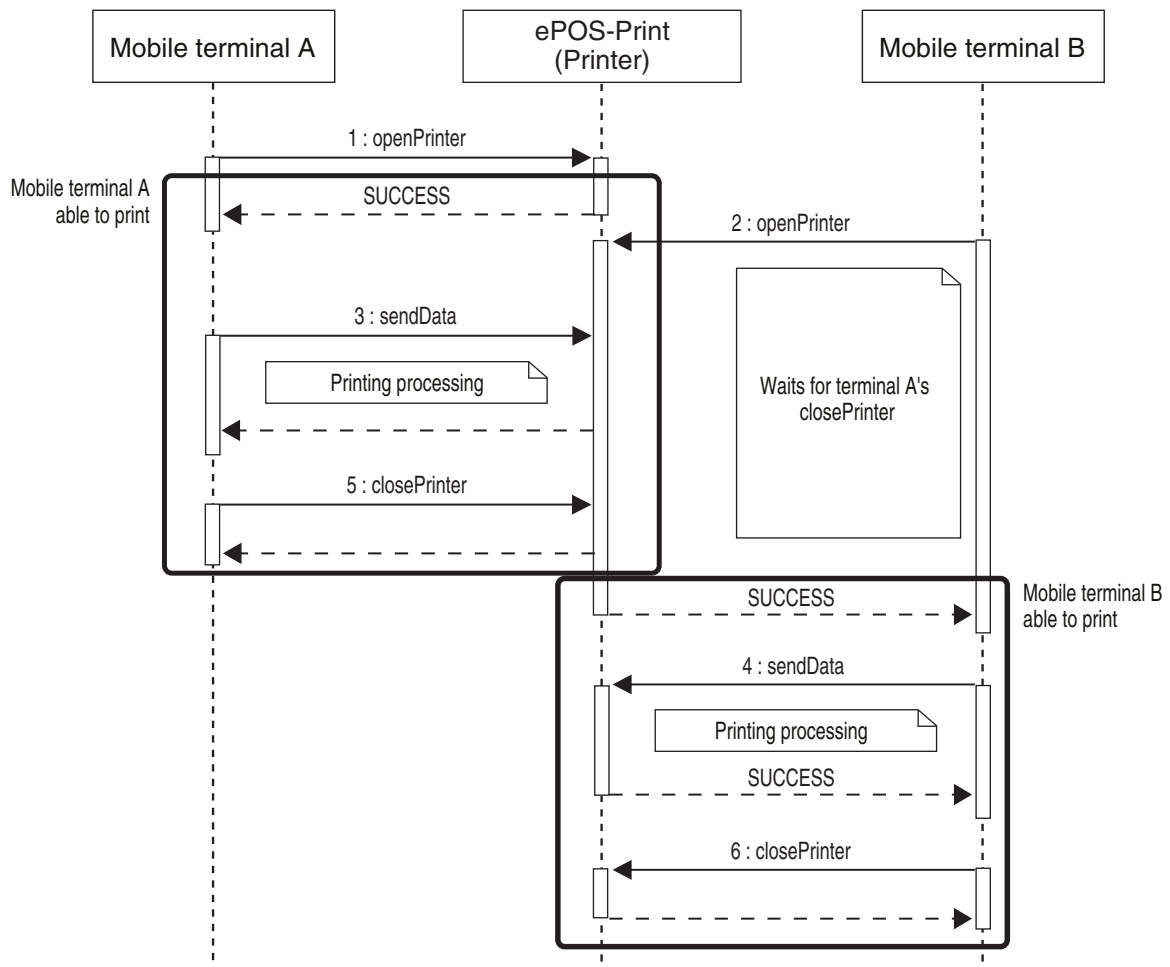 Mobile terminal A
ePOS-Print
(Printer)
Mobile terminal B
1 : openPrinter
Mobile terminal A
able to print
SUCCESS
2 : openPrinter
3 : sendData
Printing processing
Waits for terminal A's
closePrinter
5 : closePrinter
SUCCESS
Mobile terminal B
able to print
4 : sendData
Printing processing
SUCCESS
6 : closePrinter